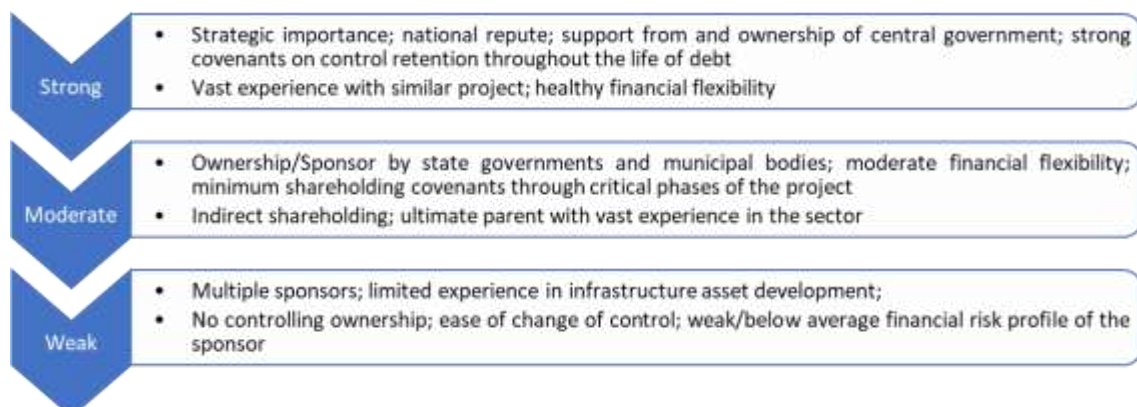 Strong
• Strategic importance; national repute; support from and ownership of central government; strong
covenants on control retention throughout the life of debt
• Vast experience with similar project; healthy financial flexibility
Moderate
• Ownership/Sponsor by state governments and municipal bodies; moderate financial flexibility;
minimum shareholding covenants through critical phases of the project
• Indirect shareholding; ultimate parent with vast experience in the sector
Weak
• Multiple sponsors; limited experience in infrastructure asset development;
• No controlling ownership; ease of change of control; weak/below average financial risk profile of the
sponsor